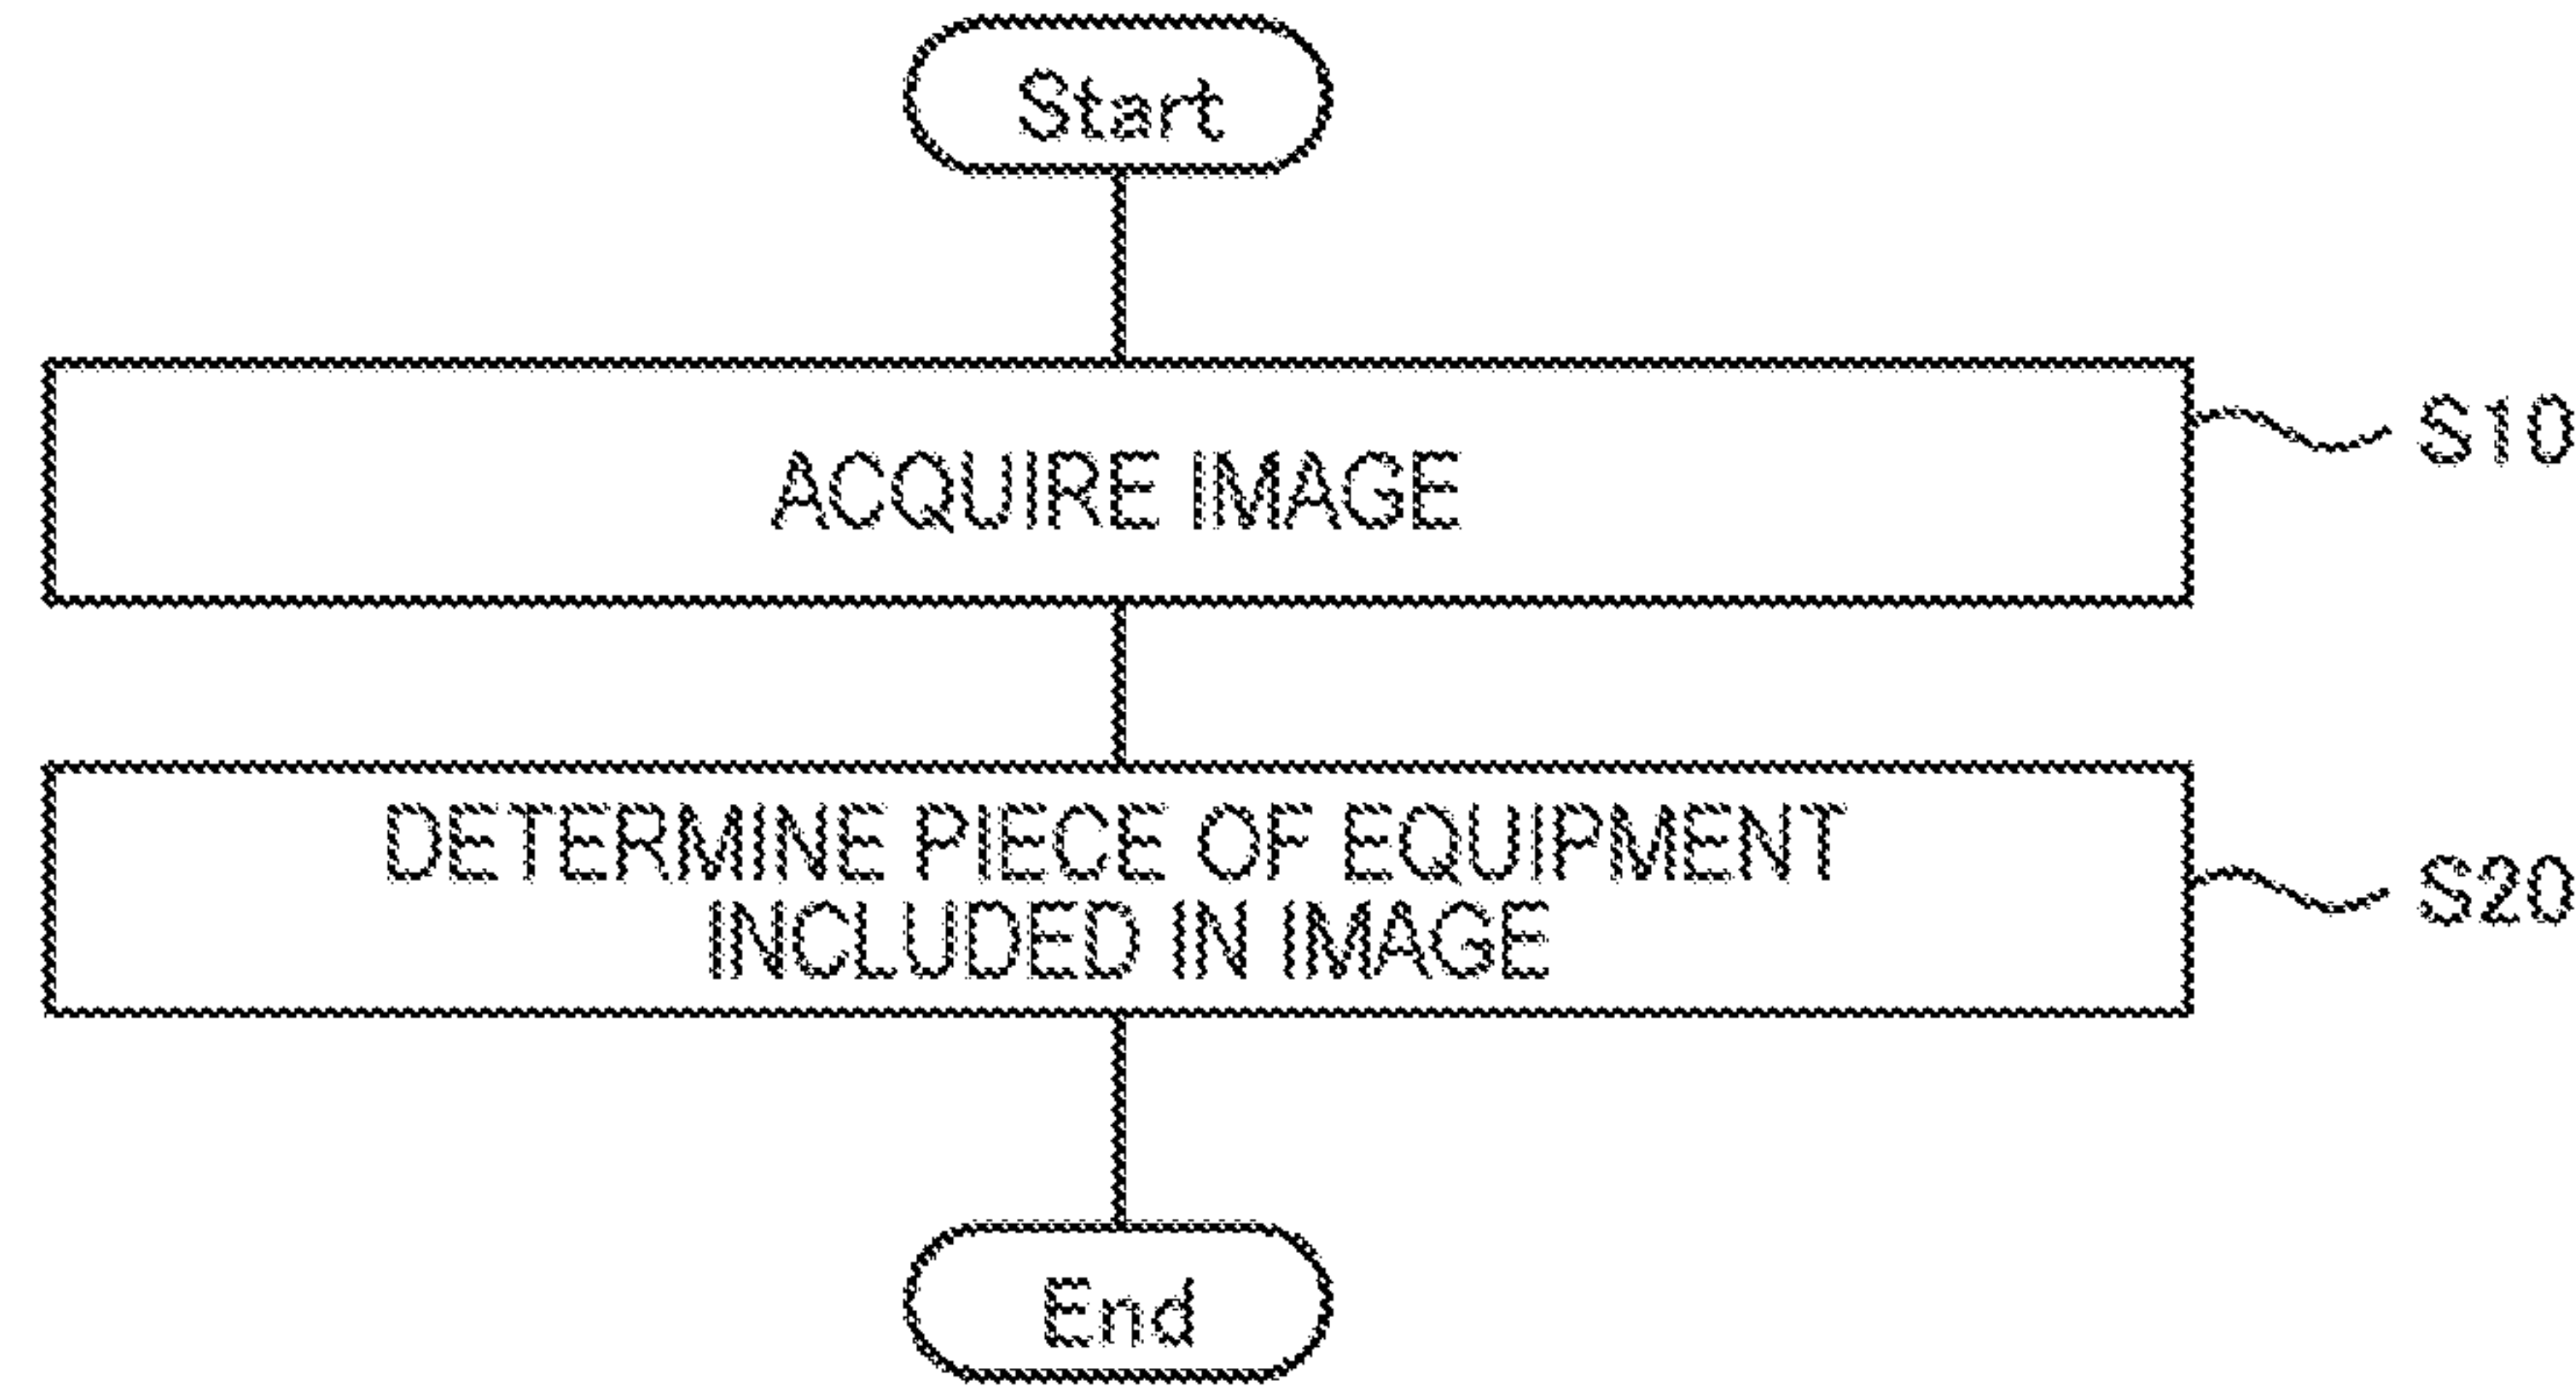 Start
ACQUIRE IMAGE
S10
DETERMINE PIECE OF EQUIPMENT
INCLUDED IN IMAGE
S20
End